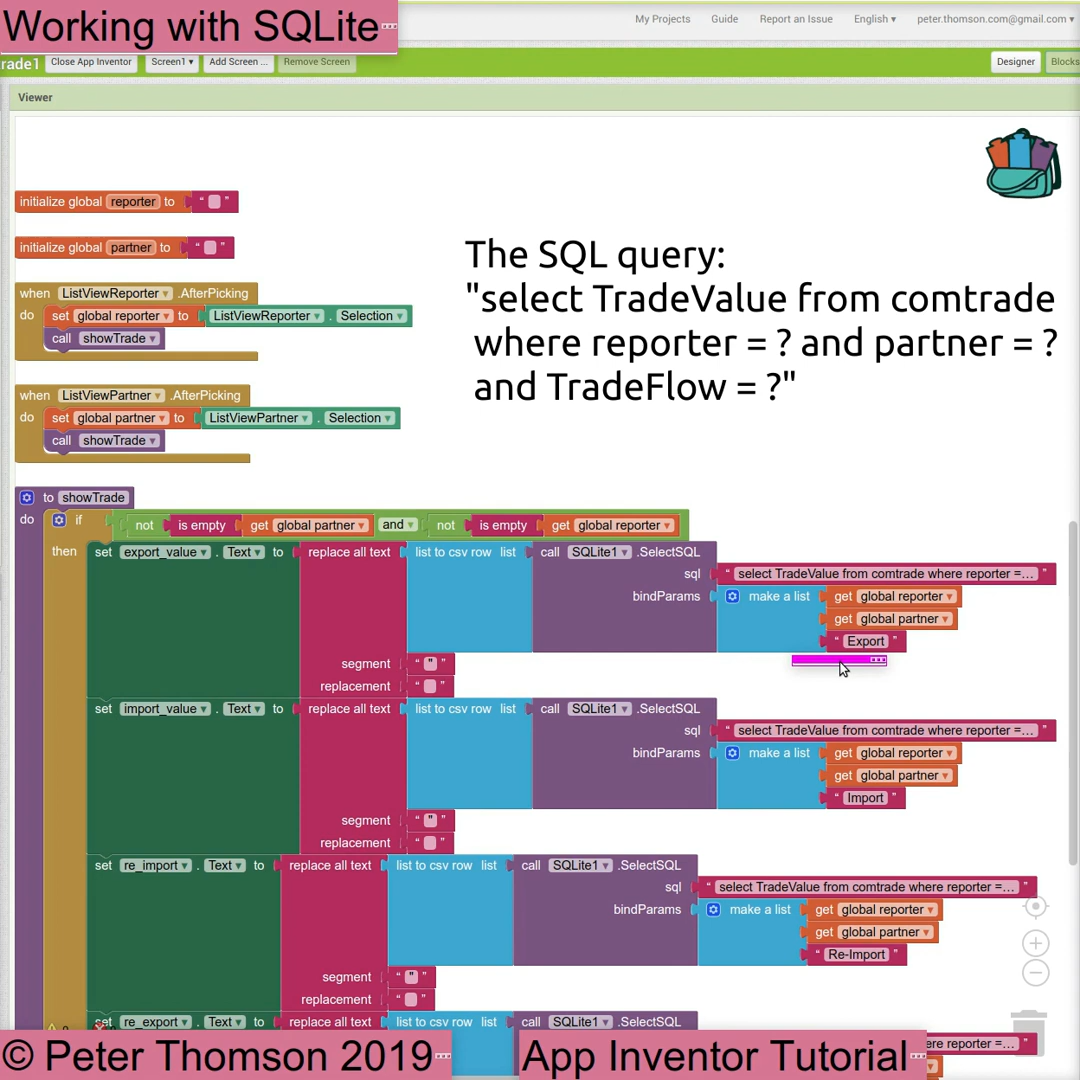 Working with SQLite
My Projects Guide Report an Issue English ▾ peter.thomson.com@gmail.com ▾
rade1 Close App Inventor Screen1 ▾ Add Screen ... Remove Screen Designer Blocks
Viewer
initialize global reporter to " "
initialize global partner to " "
The SQL query:
"select TradeValue from comtrade
where reporter = ? and partner = ?
and TradeFlow = ?"
when ListViewReporter ▾ .AfterPicking
do set global reporter ▾ to ListViewReporter ▾ . Selection ▾
call showTrade ▾
when ListViewPartner ▾ .AfterPicking
do set global partner ▾ to ListViewPartner ▾ . Selection ▾
call showTrade ▾
to showTrade
do if not is empty get global partner ▾ and ▾ not is empty get global reporter ▾
then set export_value ▾ . Text ▾ to replace all text list to csv row list call SQLite1 ▾ .SelectSQL
sql " select TradeValue from comtrade where reporter =... "
bindParams make a list get global reporter ▾
get global partner ▾
" Export "
segment " " "
replacement " "
set import_value ▾ . Text ▾ to replace all text list to csv row list call SQLite1 ▾ .SelectSQL
sql " select TradeValue from comtrade where reporter =... "
bindParams make a list get global reporter ▾
get global partner ▾
" Import "
segment " " "
replacement " "
set re_import ▾ . Text ▾ to replace all text list to csv row list call SQLite1 ▾ .SelectSQL
sql " select TradeValue from comtrade where reporter =... "
bindParams make a list get global reporter ▾
get global partner ▾
" Re-Import "
segment " " "
replacement " "
set re_export ▾ . Text ▾ to replace all text list to csv row list call SQLite1 ▾ .SelectSQL
ere reporter =... "
© Peter Thomson 2019
App Inventor Tutorial